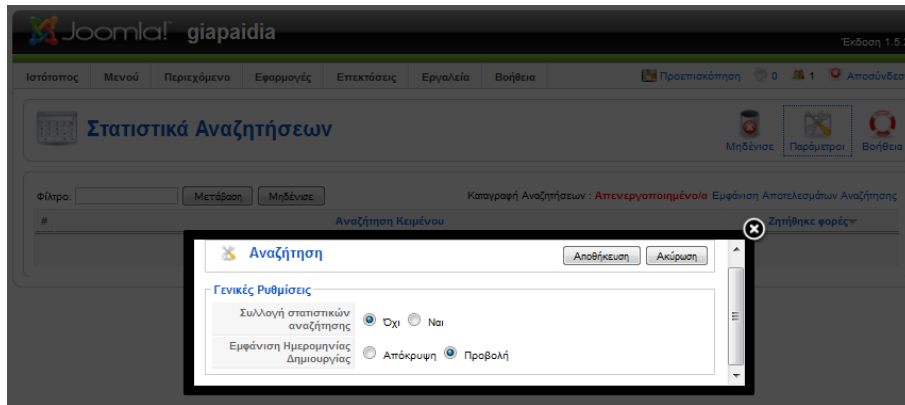 Joomla! giapaidia
Έκδοση 1.5.
Ιστότοπος Μενού Περιεχόμενο Εφαρμογές Επεκτάσεις Εργαλεία Βοήθεια Προεπισκόπηση 0 1 Αποσύνδεσ
Στατιστικά Αναζητήσεων
Μηδένισε Παράμετροι Βοήθεια
Φίλτρο: Μετάβαση Μηδένισε Καταγραφή Αναζητήσεων : Απενεργοποιημένο/α Εμφάνιση Αποτελεσμάτων Αναζήτησης
# Αναζήτηση Κειμένου Ζητήθηκε φορές
Αναζήτηση Αποθήκευση Ακύρωση
Γενικές Ρυθμίσεις
Συλλογή στατιστικών
αναζήτησης Όχι Ναι
Εμφάνιση Ημερομηνίας
Δημιουργίας Απόκρυψη Προβολή